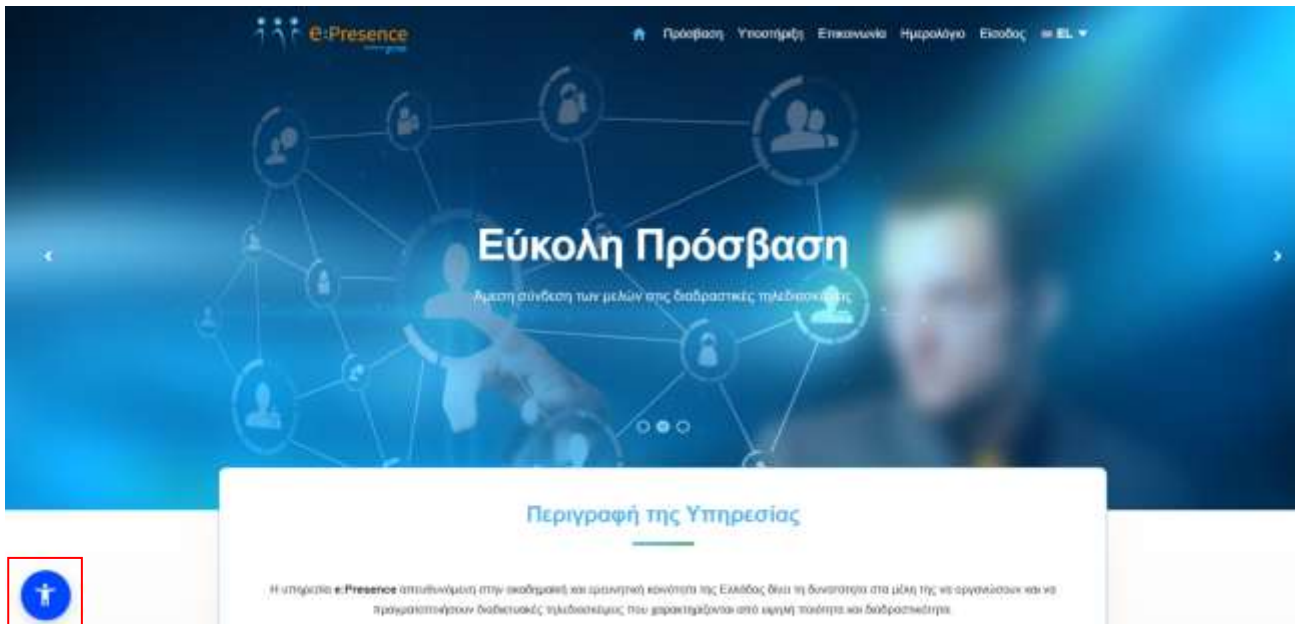 e:Presence
Πρόσβαση Υποστήριξη Επικοινωνία Ημερολόγιο Είσοδος EL
Εύκολη Πρόσβαση
Άμεση σύνδεση των μελών στις διαδραστικές τηλεδιασκέψεις
Περιγραφή της Υπηρεσίας
Η υπηρεσία e:Presence απευθυνόμενη στην ακαδημαϊκή και ερευνητική κοινότητα της Ελλάδος δίνει τη δυνατότητα στα μέλη της να οργανώσουν και να
πραγματοποιήσουν διαδικτυακές τηλεδιασκέψεις που χαρακτηρίζονται από υψηλή ποιότητα και διαδραστικότητα.